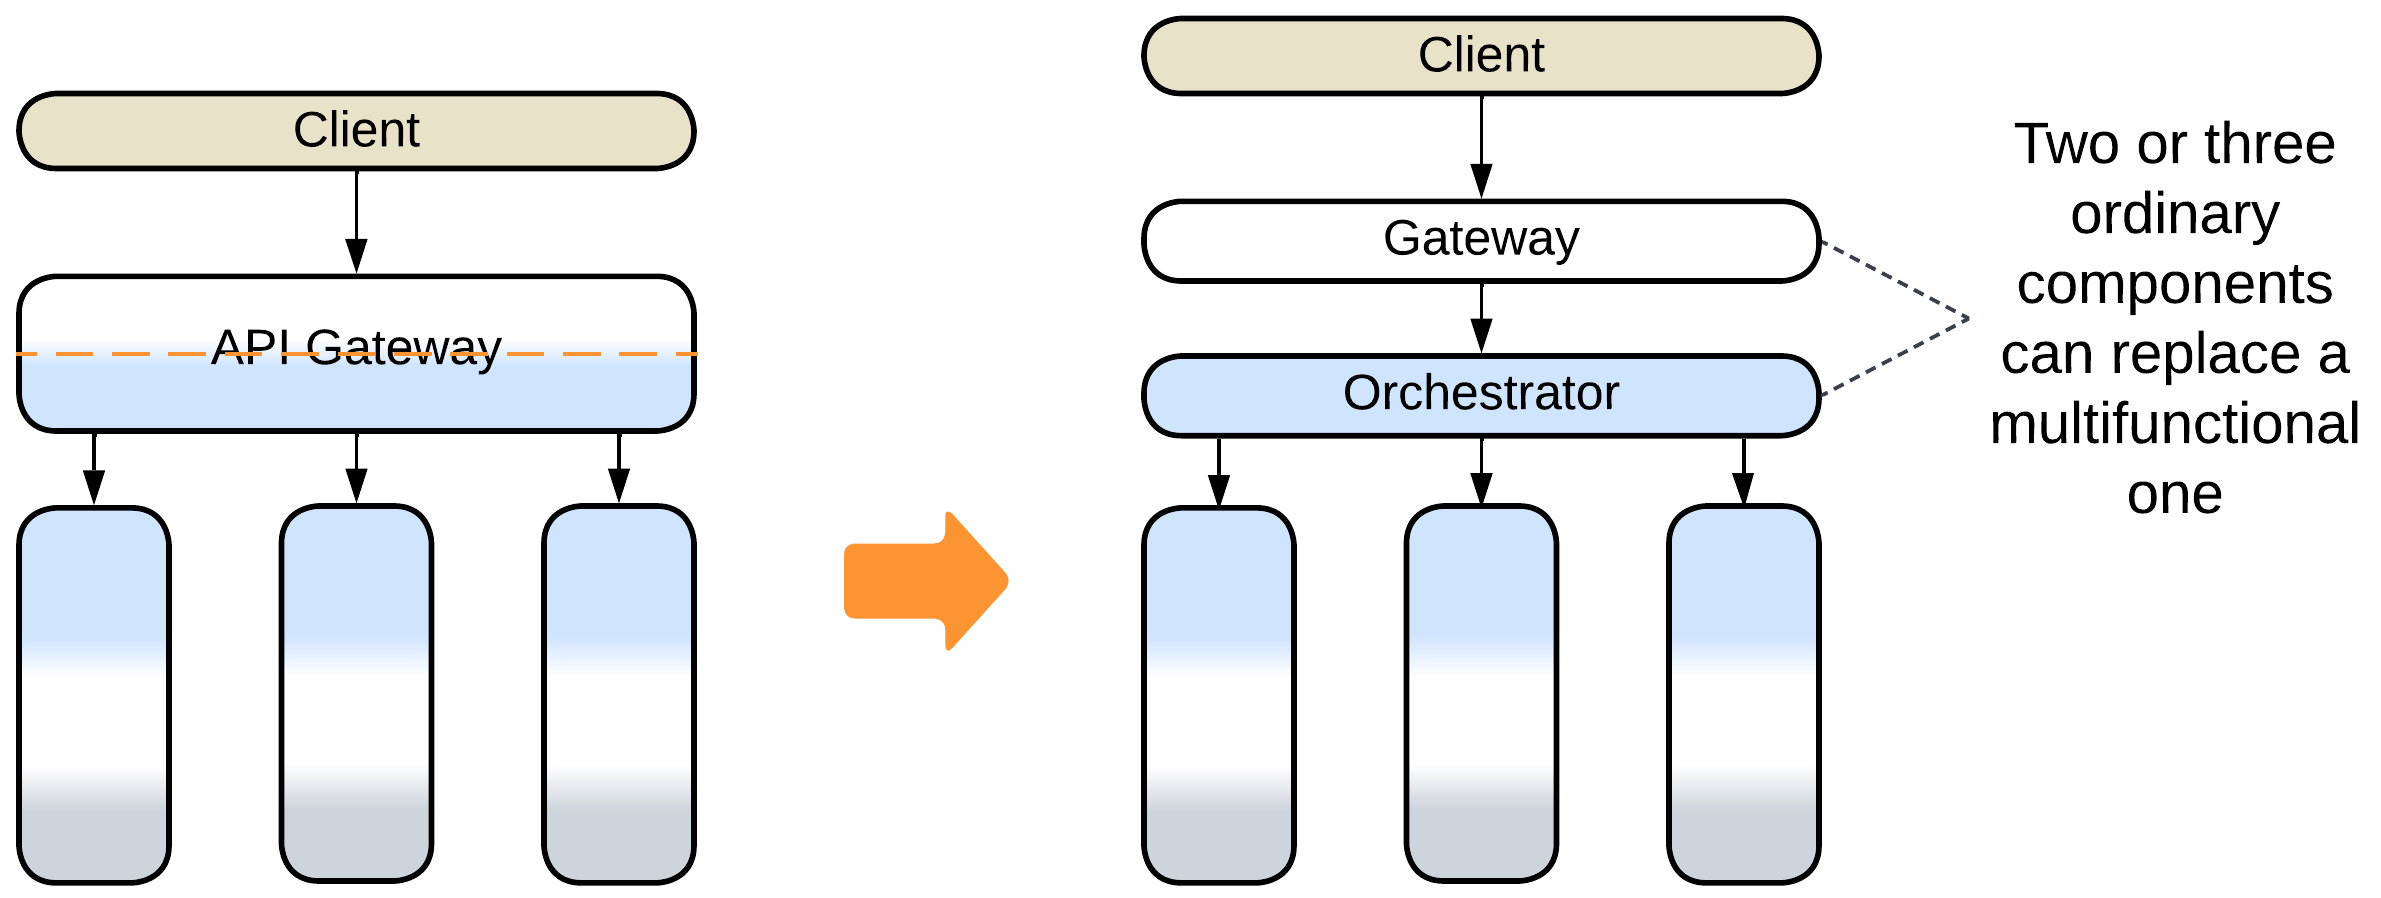 Client
API Gateway
Client
Gateway
Orchestrator
Two or three
ordinary
components
can replace a
multifunctional
one